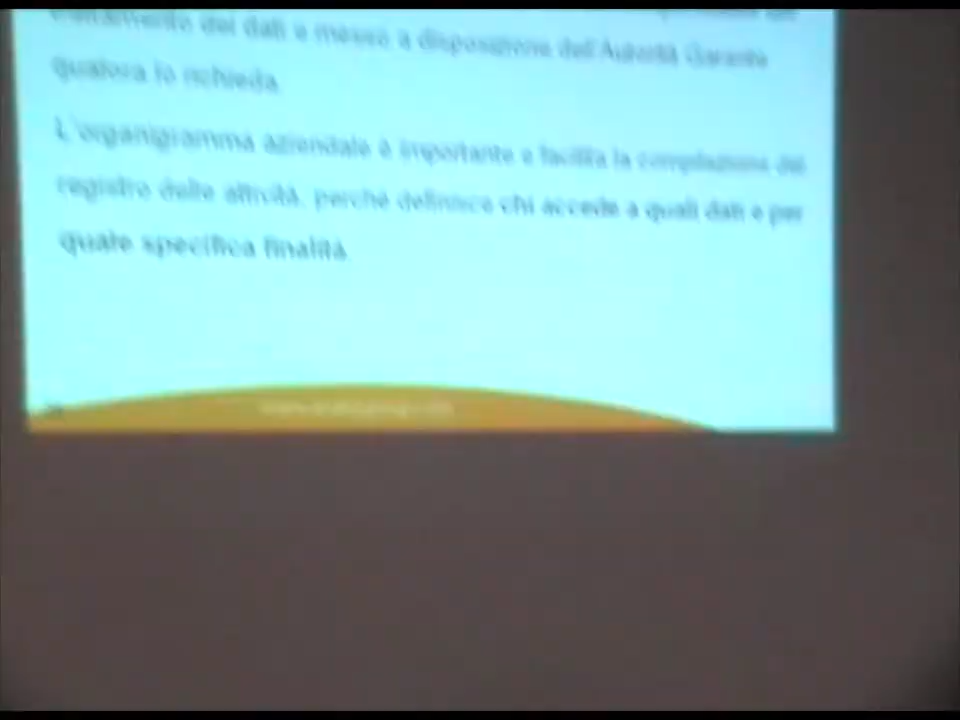 trattamento dei dati e messo a disposizione dell'Autorità Garante
qualora lo richieda.
L'organigramma aziendale è importante e facilita la compilazione del
registro delle attività, perché definisce chi accede a quali dati e per
quale specifica finalità.